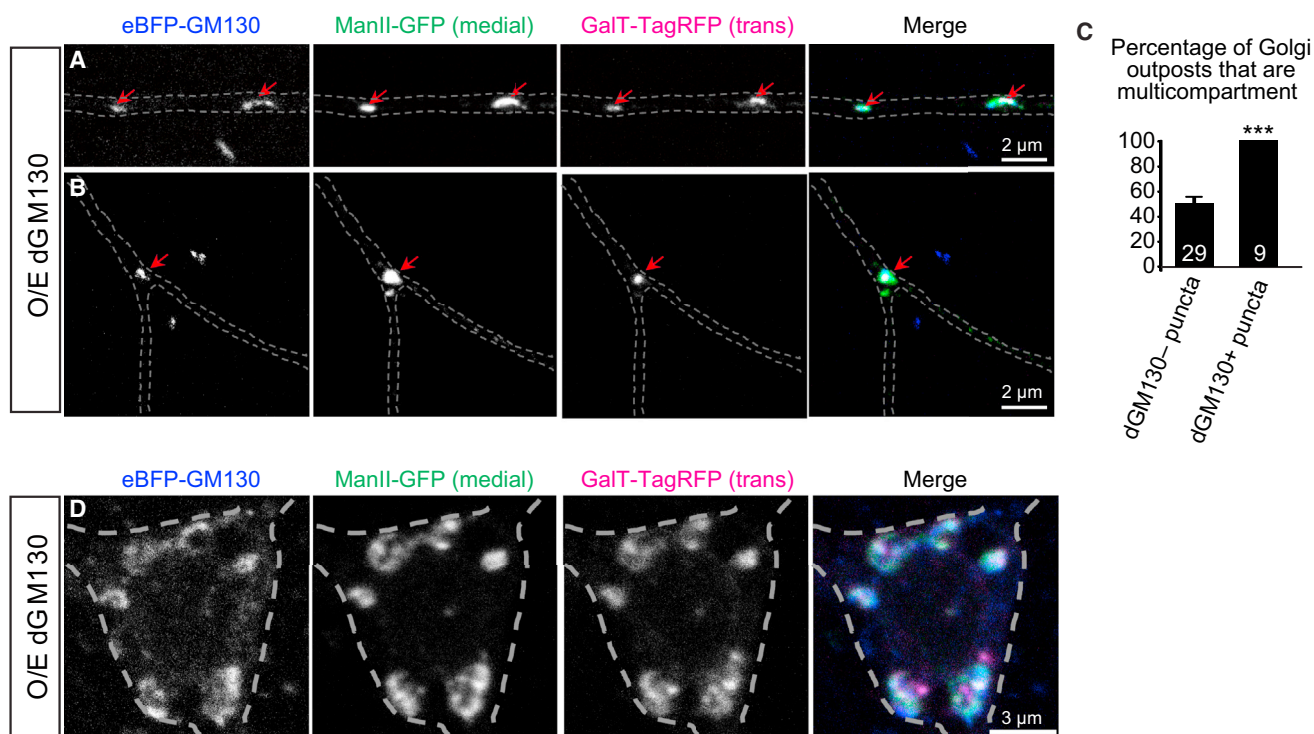 eBFP-GM130
ManII-GFP (medial)
GalT-TagRFP (trans)
Merge
O/E dGM130
A
2 µm
B
2 µm
C
Percentage of Golgi
outposts that are
multicompartment
***
100
80
60
40
20
0
29
9
dGM130– puncta
dGM130+ puncta
eBFP-GM130
ManII-GFP (medial)
GalT-TagRFP (trans)
Merge
O/E dGM130
D
3 µm